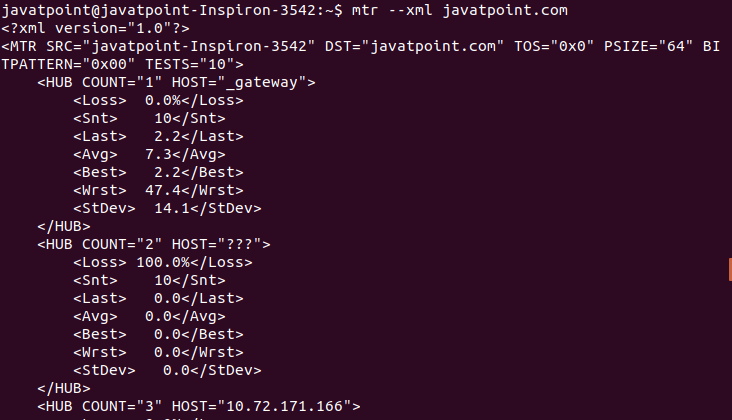 javatpoint@javatpoint-Inspiron-3542:~$ mtr --xml javatpoint.com
<?xml version="1.0"?>
<MTR SRC="javatpoint-Inspiron-3542" DST="javatpoint.com" TOS="0x0" PSIZE="64" BI
TPATTERN="0x00" TESTS="10">
    <HUB COUNT="1" HOST="_gateway">
        <Loss>  0.0%</Loss>
        <Snt>    10</Snt>
        <Last>   2.2</Last>
        <Avg>   7.3</Avg>
        <Best>   2.2</Best>
        <Wrst>  47.4</Wrst>
        <StDev>  14.1</StDev>
    </HUB>
    <HUB COUNT="2" HOST="???">
        <Loss> 100.0%</Loss>
        <Snt>    10</Snt>
        <Last>   0.0</Last>
        <Avg>   0.0</Avg>
        <Best>   0.0</Best>
        <Wrst>   0.0</Wrst>
        <StDev>   0.0</StDev>
    </HUB>
    <HUB COUNT="3" HOST="10.72.171.166">